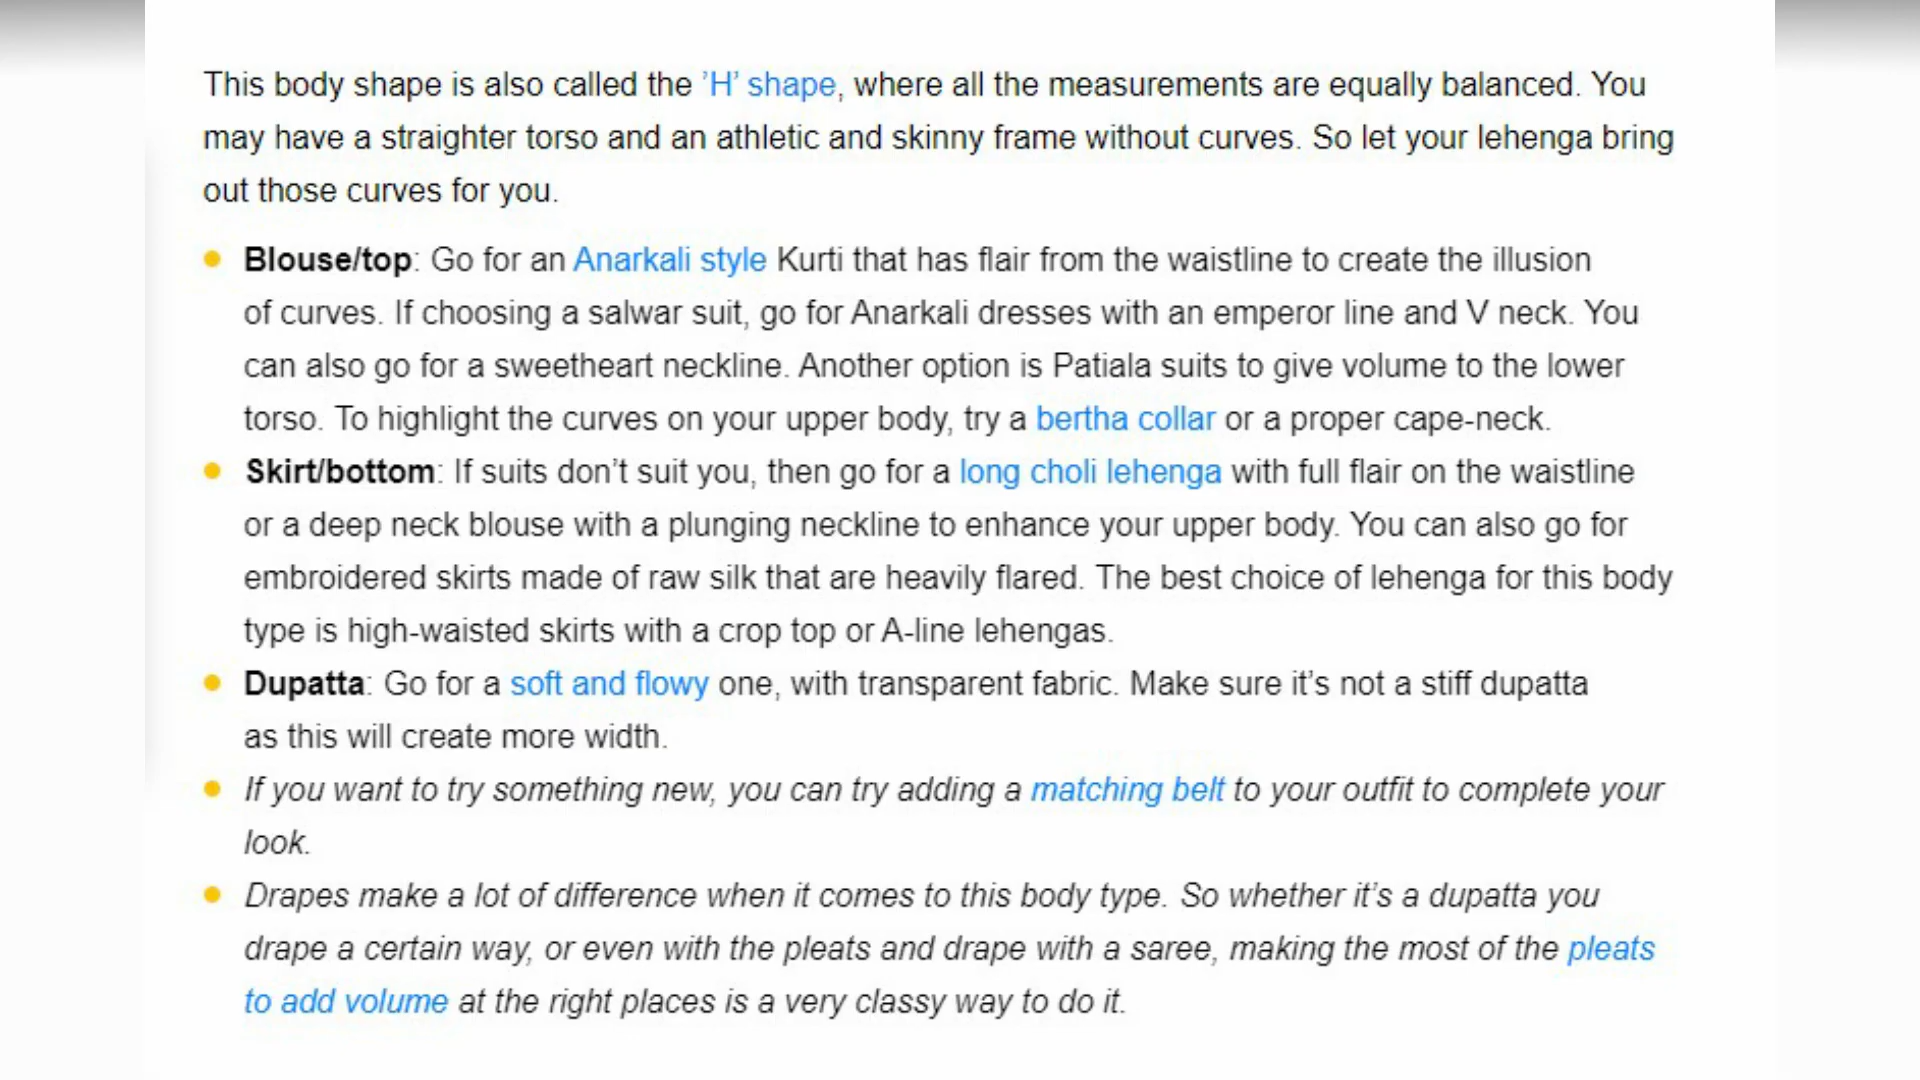 This body shape is also called the ’H’ shape, where all the measurements are equally balanced. You
may have a straighter torso and an athletic and skinny frame without curves. So let your lehenga bring
out those curves for you.
Blouse/top: Go for an Anarkali style Kurti that has flair from the waistline to create the illusion
of curves. If choosing a salwar suit, go for Anarkali dresses with an emperor line and V neck. You
can also go for a sweetheart neckline. Another option is Patiala suits to give volume to the lower
torso. To highlight the curves on your upper body, try a bertha collar or a proper cape-neck.
Skirt/bottom: If suits don’t suit you, then go for a long choli lehenga with full flair on the waistline
or a deep neck blouse with a plunging neckline to enhance your upper body. You can also go for
embroidered skirts made of raw silk that are heavily flared. The best choice of lehenga for this body
type is high-waisted skirts with a crop top or A-line lehengas.
Dupatta: Go for a soft and flowy one, with transparent fabric. Make sure it’s not a stiff dupatta
as this will create more width.
If you want to try something new, you can try adding a matching belt to your outfit to complete your
look.
Drapes make a lot of difference when it comes to this body type. So whether it’s a dupatta you
drape a certain way, or even with the pleats and drape with a saree, making the most of the pleats
to add volume at the right places is a very classy way to do it.